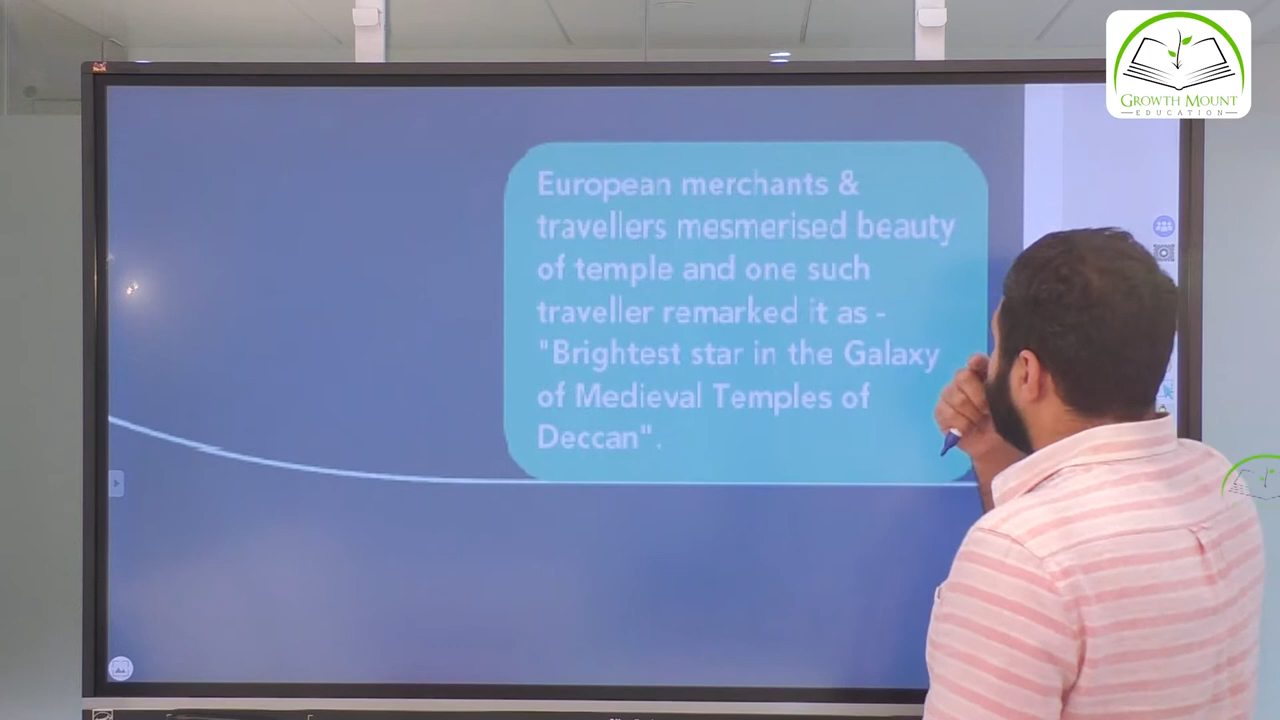 European merchants &
travellers mesmerised beauty
of temple and one such
traveller remarked it as -
"Brightest star in the Galaxy
of Medieval Temples of
Deccan".
GROWTH MOUNT
EDUCATION